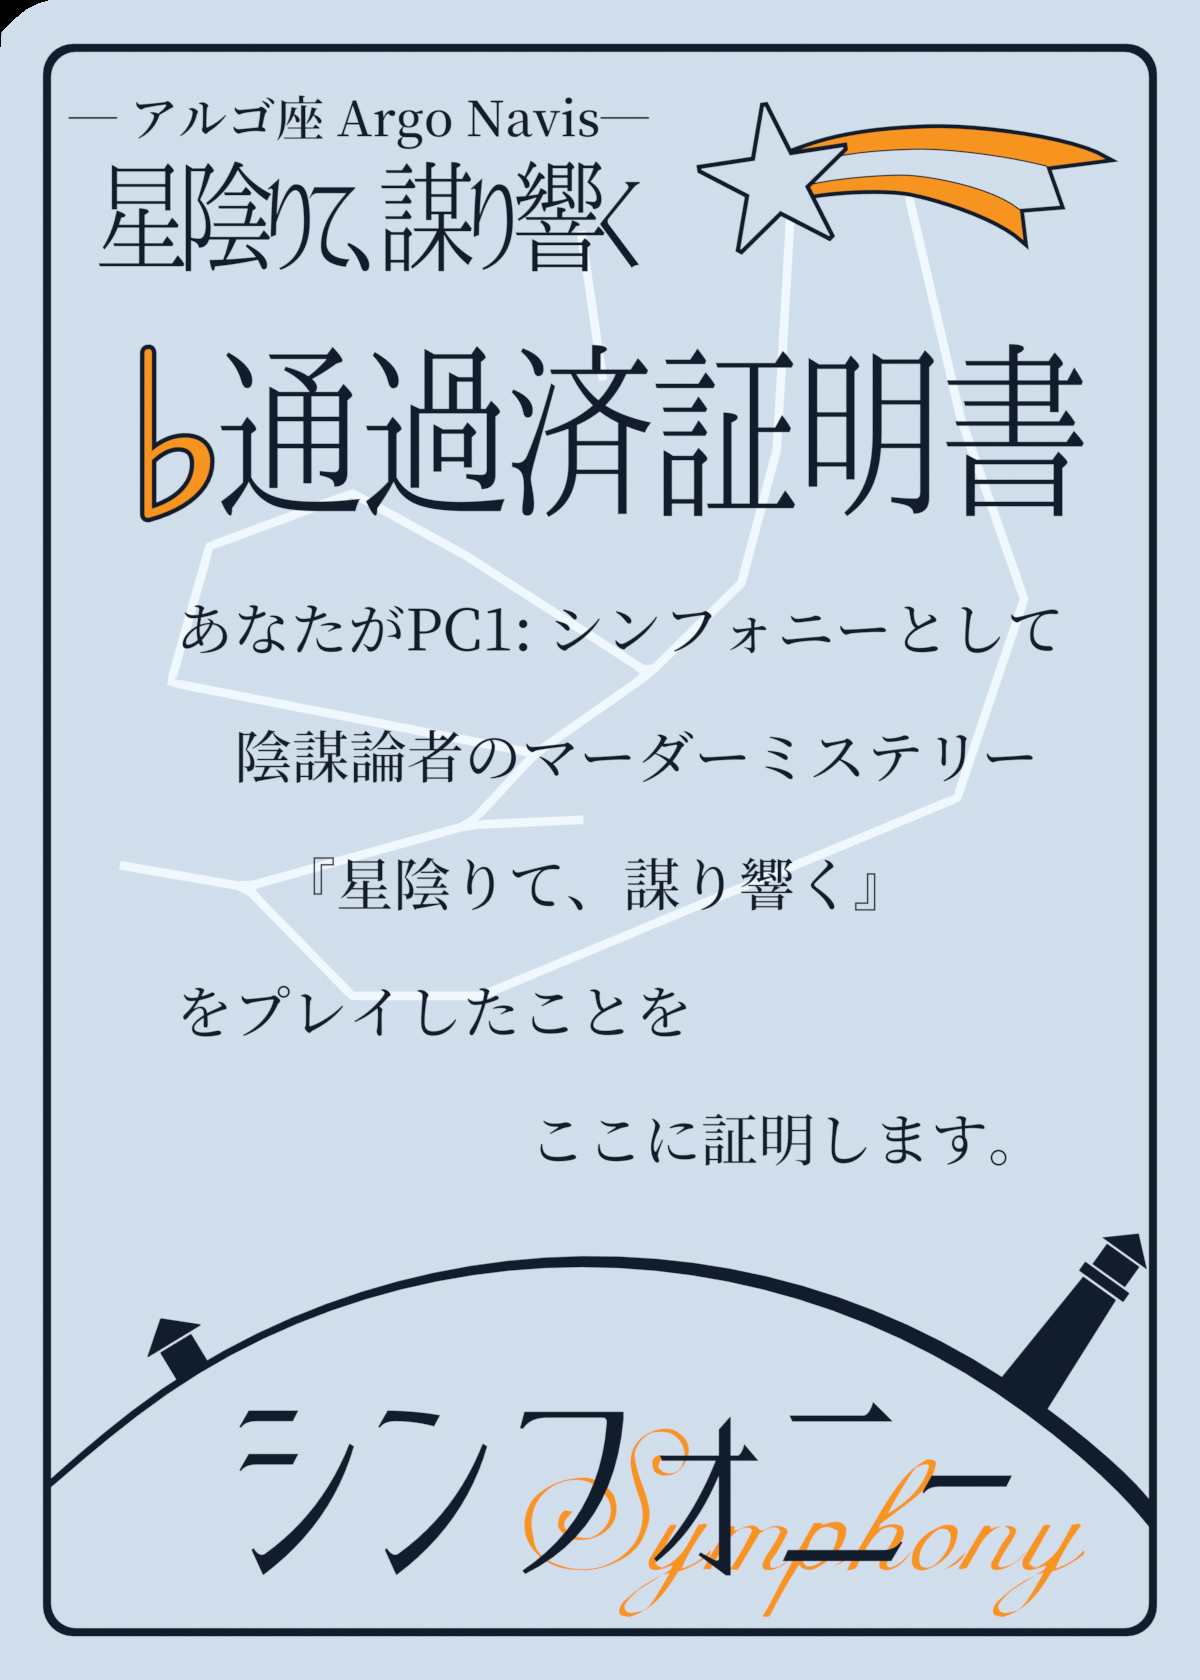 — アルゴ座 Argo Navis—
星陰りて、謀り響く
♭通過済証明書
あなたがPC1: シンフォニーとして
陰謀論者のマーダーミステリー
『星陰りて、謀り響く』
をプレイしたことを
ここに証明します。
シンフォニー
Symphony